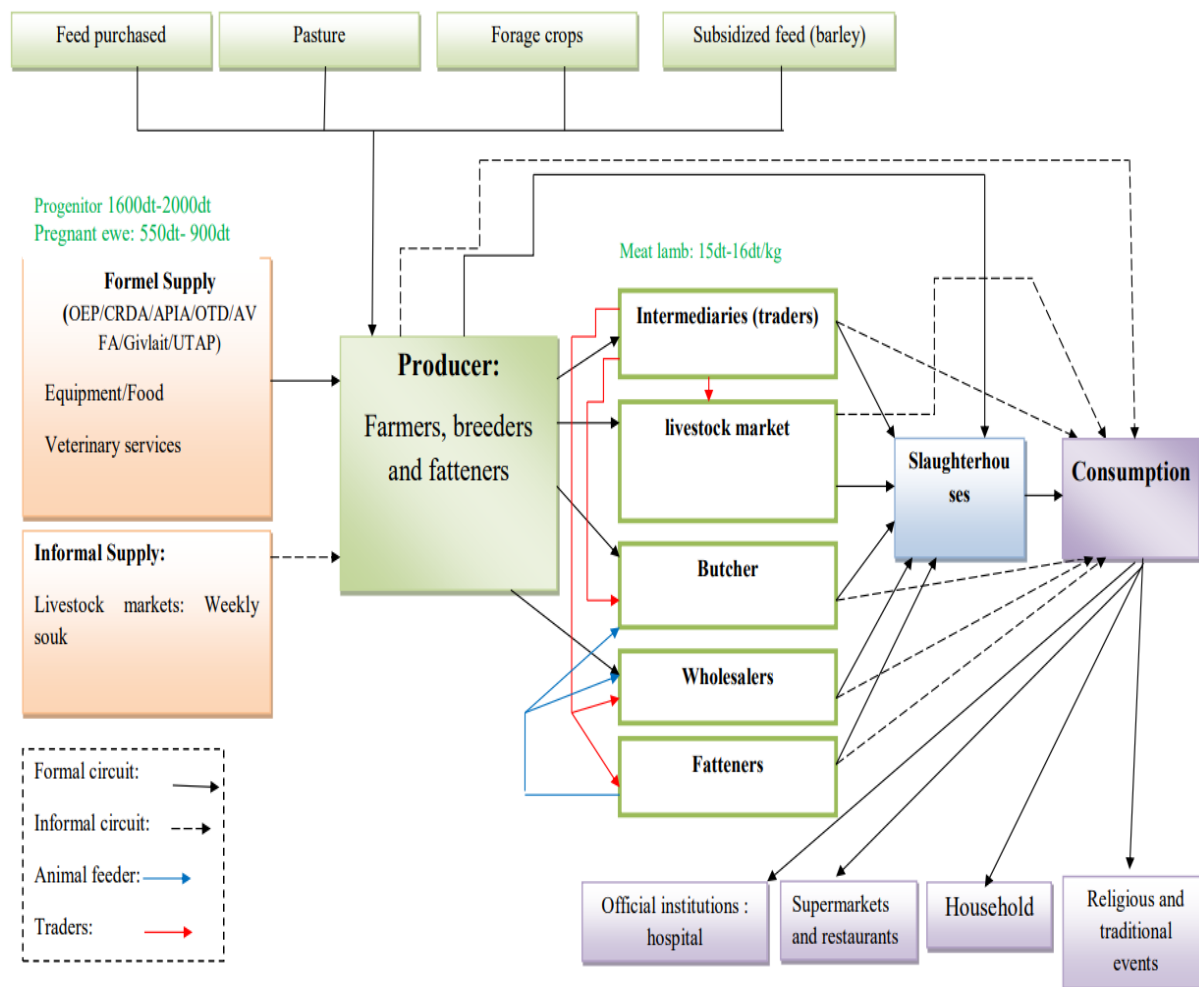 Feed purchased
Pasture
Forage crops
Subsidized feed (barley)
Progenitor 1600dt-2000dt
Pregnant ewe: 550dt- 900dt
Formel Supply
(OEP/CRDA/APIA/OTD/AV
FA/Givlait/UTAP)
Equipment/Food
Veterinary services
Informal Supply:
Livestock markets: Weekly
souk
Producer:
Farmers, breeders
and fatteners
Meat lamb: 15dt-16dt/kg
Intermediaries (traders)
livestock market
Butcher
Wholesalers
Fatteners
Slaughterhou
ses
Consumption
Formal circuit:
Informal circuit:
Animal feeder:
Traders:
Official institutions :
hospital
Supermarkets
and restaurants
Household
Religious and
traditional
events